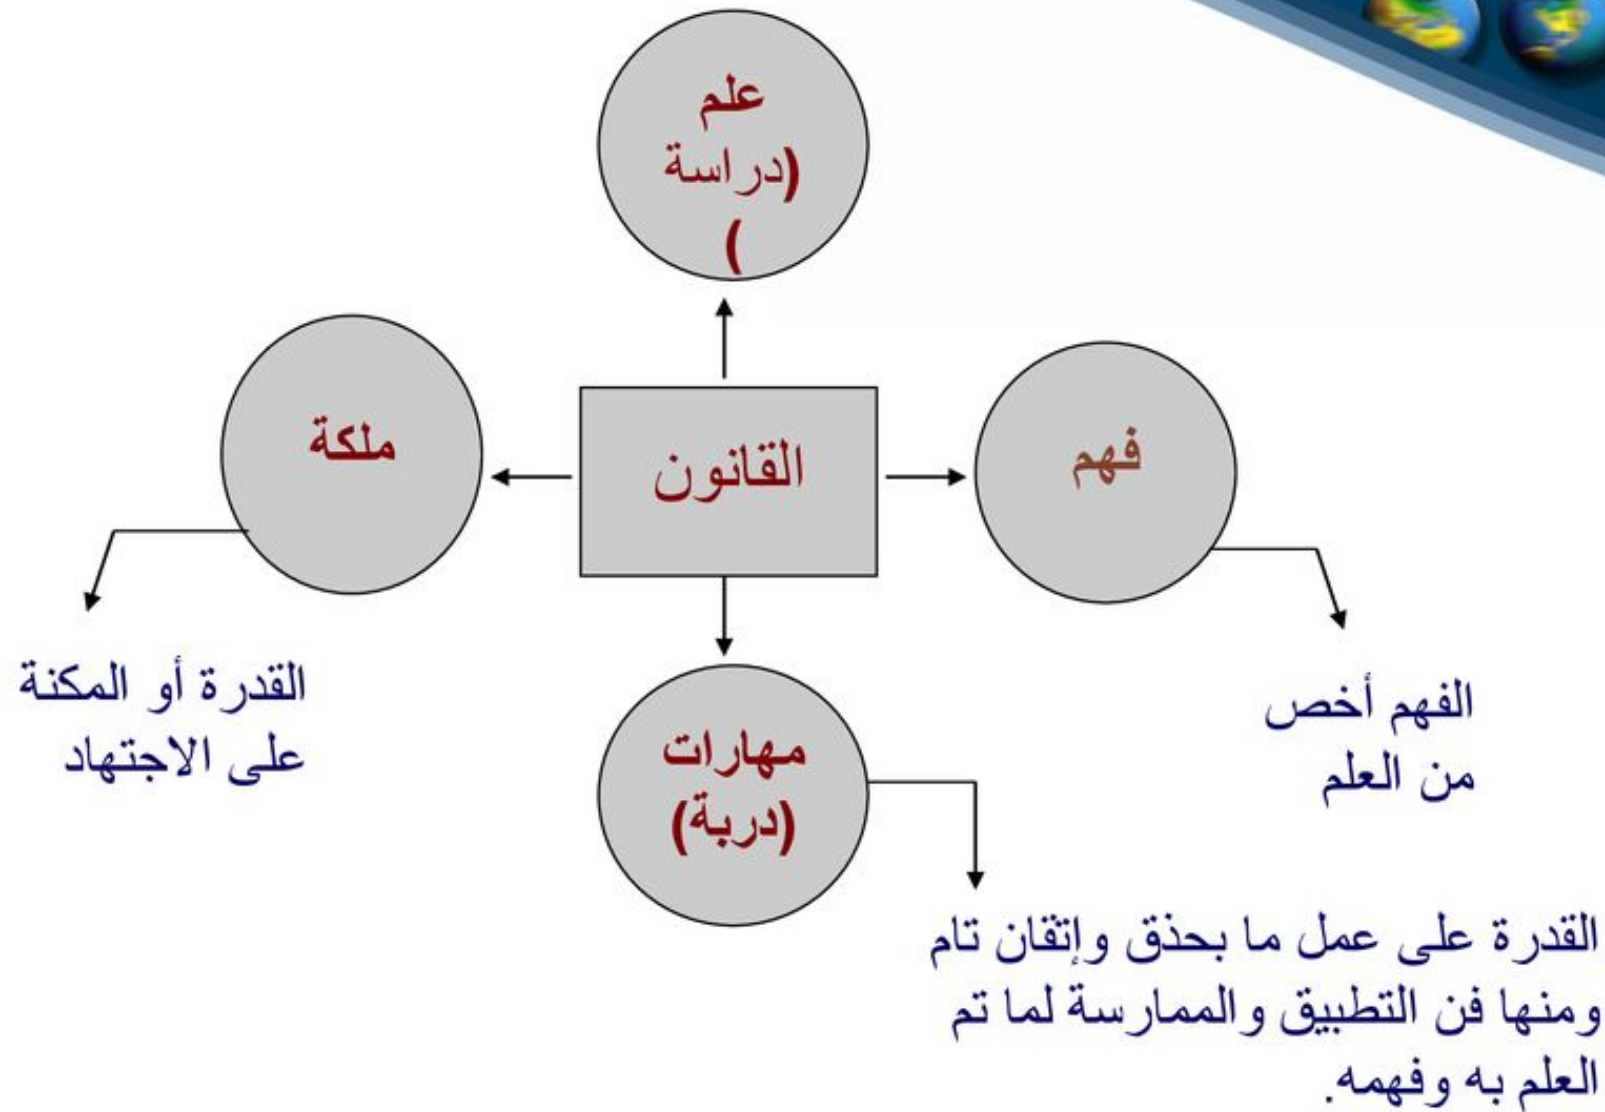 علم
(دراسة
)
ملكة
القانون
فهم
القدرة أو المكنة
على الاجتهاد
مهارات
(دربة)
الفهم أخص
من العلم
القدرة على عمل ما بحذق وإتقان تام
ومنها فن التطبيق والممارسة لما تم
العلم به وفهمه.